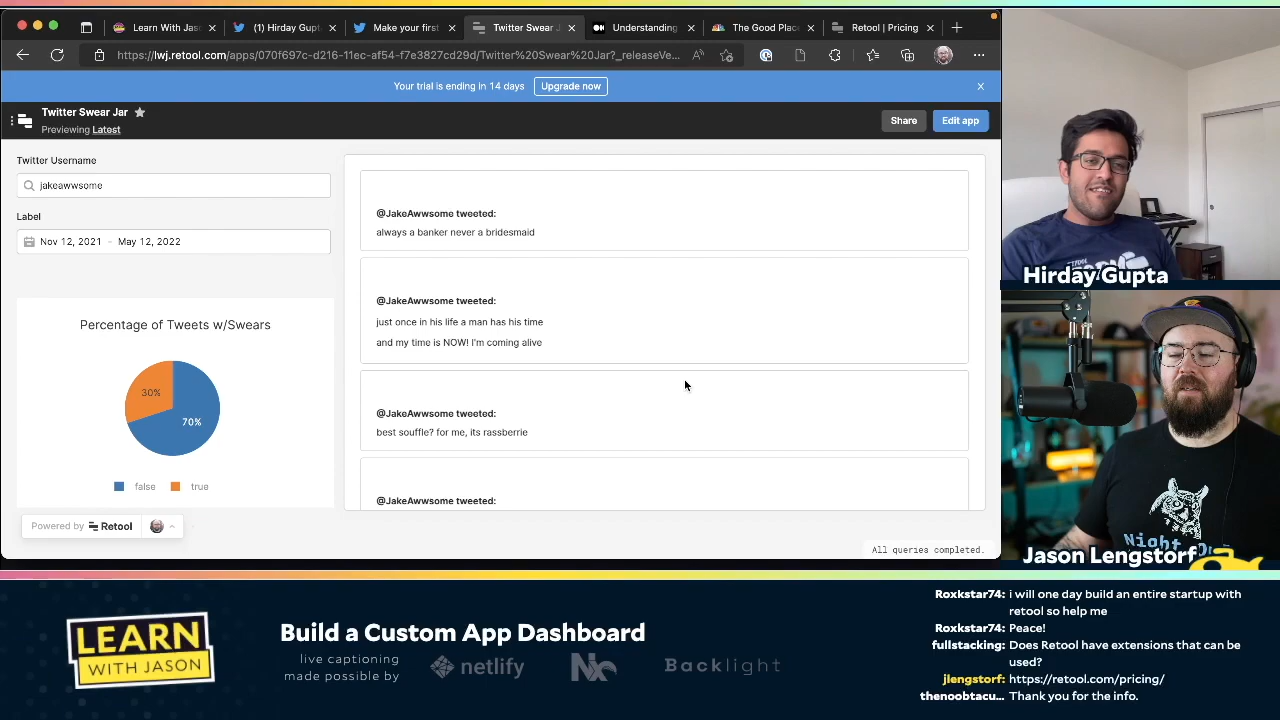 Learn With Jaso
(1) Hirday Gupt
Make your first
Twitter Swear Jar
Understanding
The Good Place
Retool | Pricing
https://lwj.retool.com/apps/070f697c-d216-11ec-af54-f7e3827cd29d/Twitter%20Swear%20Jar?_releaseVe...
Your trial is ending in 14 days
Upgrade now
X
Twitter Swear Jar
Previewing Latest
Share
Edit app
Twitter Username
jakeawwsome
Label
Nov 12, 2021 – May 12, 2022
Percentage of Tweets w/Swears
30%
70%
false
true
Powered by Retool
@JakeAwwsome tweeted:
always a banker never a bridesmaid
@JakeAwwsome tweeted:
just once in his life a man has his time
and my time is NOW! I'm coming alive
@JakeAwwsome tweeted:
best souffle? for me, its rassberrie
@JakeAwwsome tweeted:
All queries completed.
Hirday Gupta
Night
Jason Lengstorf
LEARN
WITH JASON
Build a Custom App Dashboard
live captioning
made possible by
netlify
Nx
Backlight
Roxkstar74: i will one day build an entire startup with
retool so help me
Roxkstar74: Peace!
fullstacking: Does Retool have extensions that can be
used?
jlengstorf: https://retool.com/pricing/
thenoobtacu... Thank you for the info.